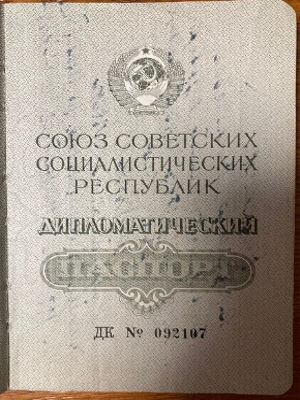 СОЮЗ СОВЕТСКИХ
СОЦИАЛИСТИЧЕСКИХ
РЕСПУБЛИК
ДИПЛОМАТИЧЕСКИЙ
ПАСПОРТ
ДК № 092107